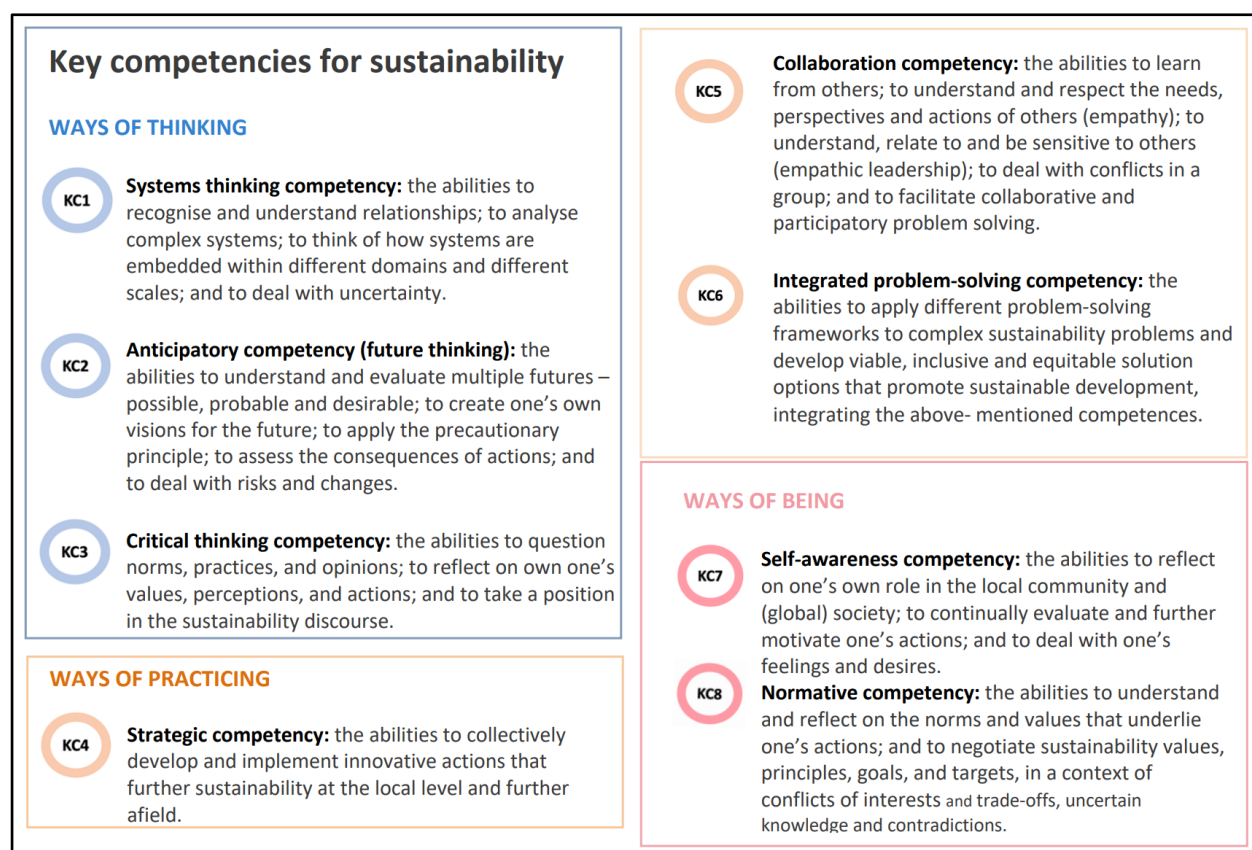 Key competencies for sustainability
WAYS OF THINKING
KC1
Systems thinking competency: the abilities to
recognise and understand relationships; to analyse
complex systems; to think of how systems are
embedded within different domains and different
scales; and to deal with uncertainty.
KC2
Anticipatory competency (future thinking): the
abilities to understand and evaluate multiple futures –
possible, probable and desirable; to create one’s own
visions for the future; to apply the precautionary
principle; to assess the consequences of actions; and
to deal with risks and changes.
KC3
Critical thinking competency: the abilities to question
norms, practices, and opinions; to reflect on own one’s
values, perceptions, and actions; and to take a position
in the sustainability discourse.
WAYS OF PRACTICING
KC4
Strategic competency: the abilities to collectively
develop and implement innovative actions that
further sustainability at the local level and further
afield.
KC5
Collaboration competency: the abilities to learn
from others; to understand and respect the needs,
perspectives and actions of others (empathy); to
understand, relate to and be sensitive to others
(empathic leadership); to deal with conflicts in a
group; and to facilitate collaborative and
participatory problem solving.
KC6
Integrated problem-solving competency: the
abilities to apply different problem-solving
frameworks to complex sustainability problems and
develop viable, inclusive and equitable solution
options that promote sustainable development,
integrating the above- mentioned competences.
WAYS OF BEING
KC7
Self-awareness competency: the abilities to reflect
on one’s own role in the local community and
(global) society; to continually evaluate and further
motivate one’s actions; and to deal with one’s
feelings and desires.
KC8
Normative competency: the abilities to understand
and reflect on the norms and values that underlie
one’s actions; and to negotiate sustainability values,
principles, goals, and targets, in a context of
conflicts of interests and trade-offs, uncertain
knowledge and contradictions.